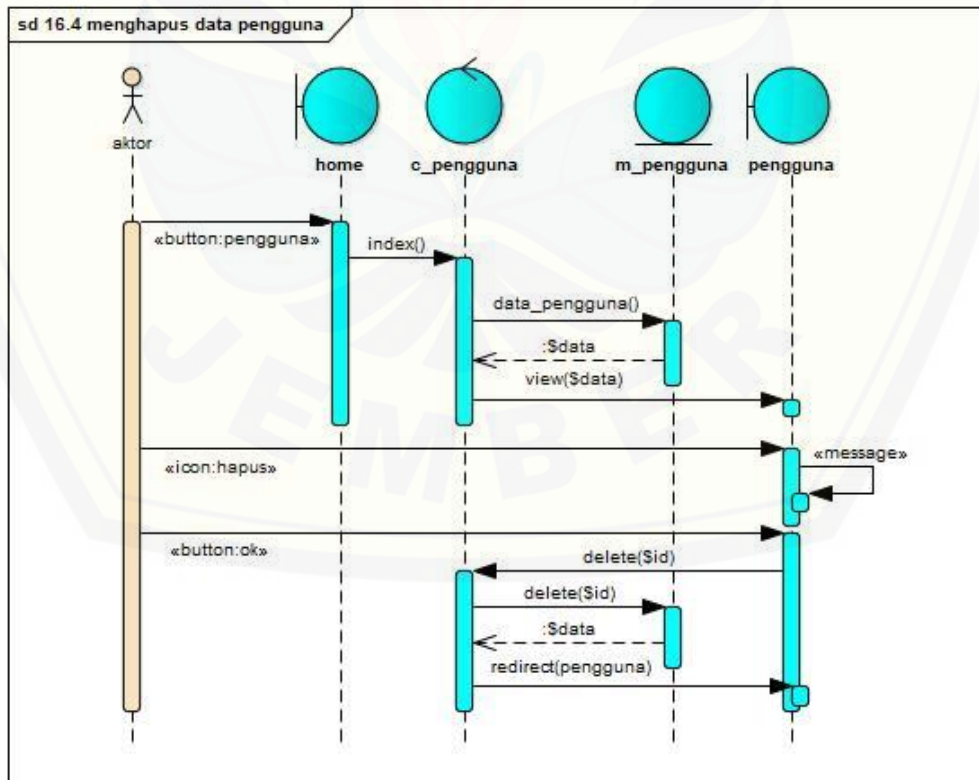 sd 16.4 menghapus data pengguna
aktor
home
c_pengguna
m_pengguna
pengguna
«button:pengguna»
index()
data_pengguna()
:$data
view($data)
JEMBER
«icon:hapus»
«message»
«button:ok»
delete($id)
delete($id)
:$data
redirect(pengguna)